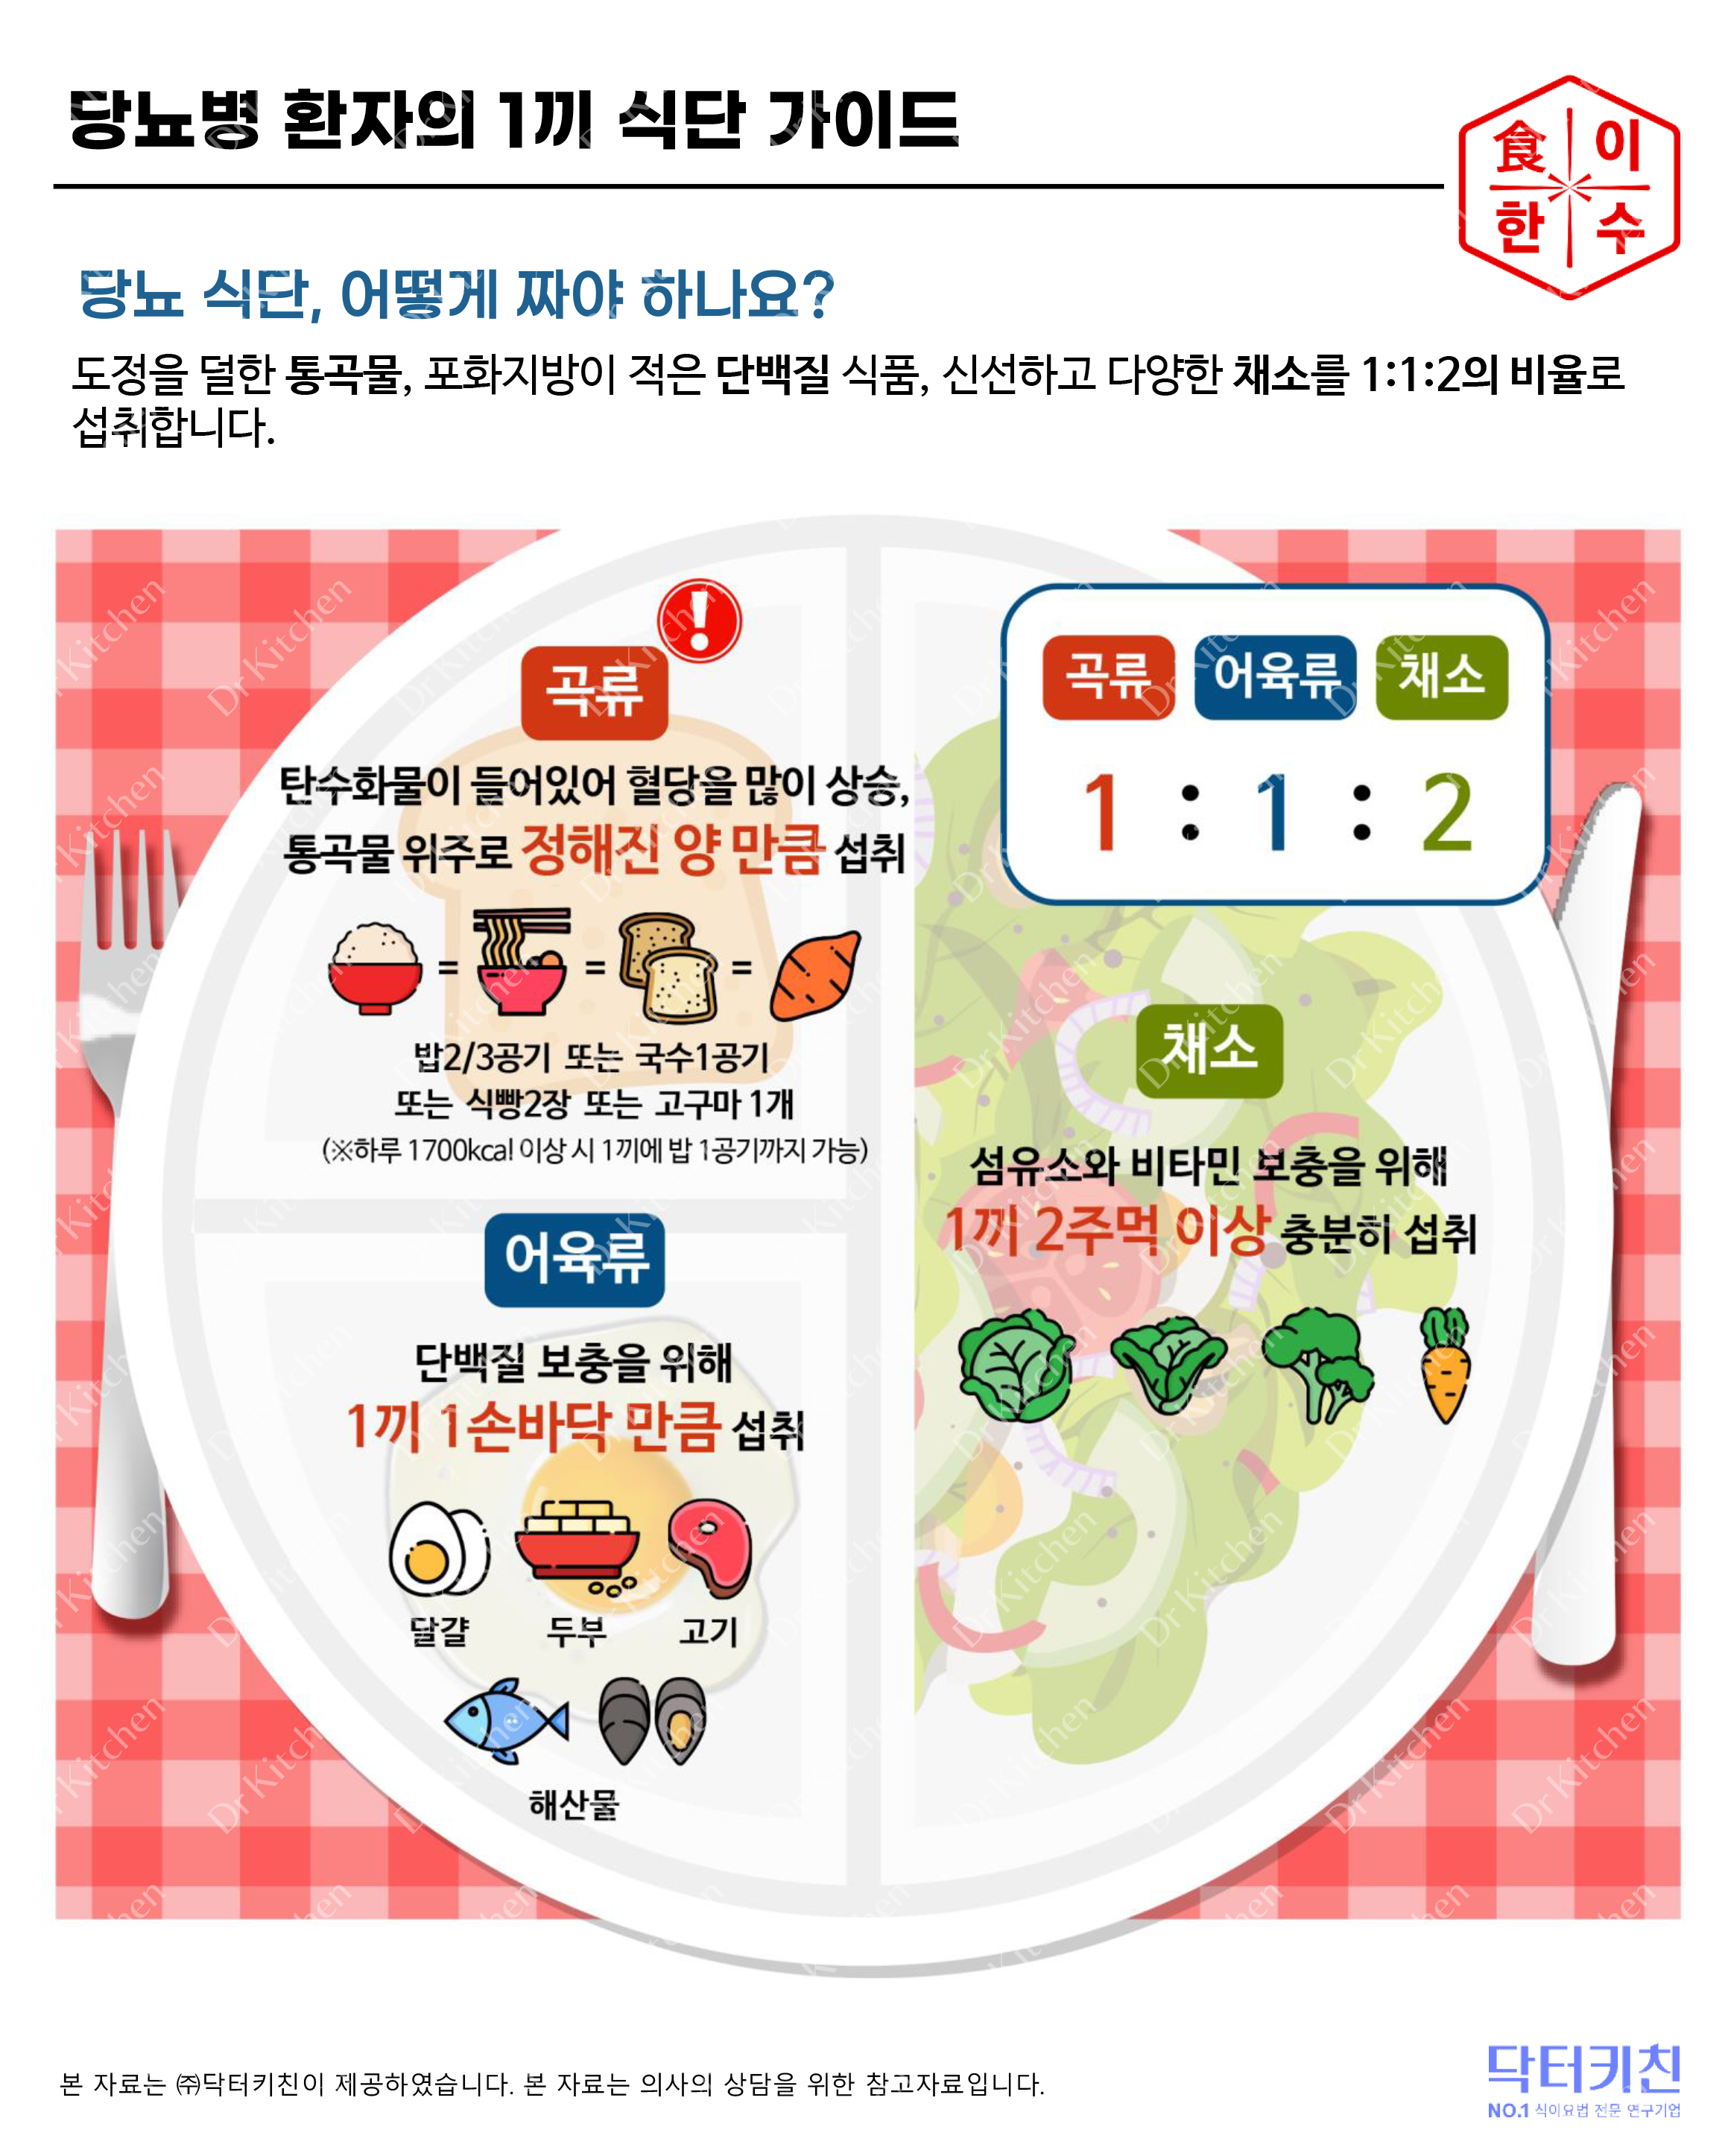 당뇨병 환자의 1끼 식단 가이드
食 이
한 수
당뇨 식단, 어떻게 짜야 하나요?
도정을 덜한 통곡물, 포화지방이 적은 단백질 식품, 신선하고 다양한 채소를 1:1:2의 비율로
섭취합니다.
곡류
탄수화물이 들어있어 혈당을 많이 상승,
통곡물 위주로 정해진 양 만큼 섭취
= = =
밥2/3공기 또는 국수1공기
또는 식빵2장 또는 고구마 1개
(※하루 1700kcal 이상 시 1끼에 밥 1공기까지 가능)
어육류
단백질 보충을 위해
1끼 1손바닥 만큼 섭취
달걀 두부 고기
해산물
곡류 어육류 채소
1 : 1 : 2
채소
섬유소와 비타민 보충을 위해
1끼 2주먹 이상 충분히 섭취
Dr Kitchen
본 자료는 ㈜닥터키친이 제공하였습니다. 본 자료는 의사의 상담을 위한 참고자료입니다.
닥터키친
NO.1 식이요법 전문 연구기업